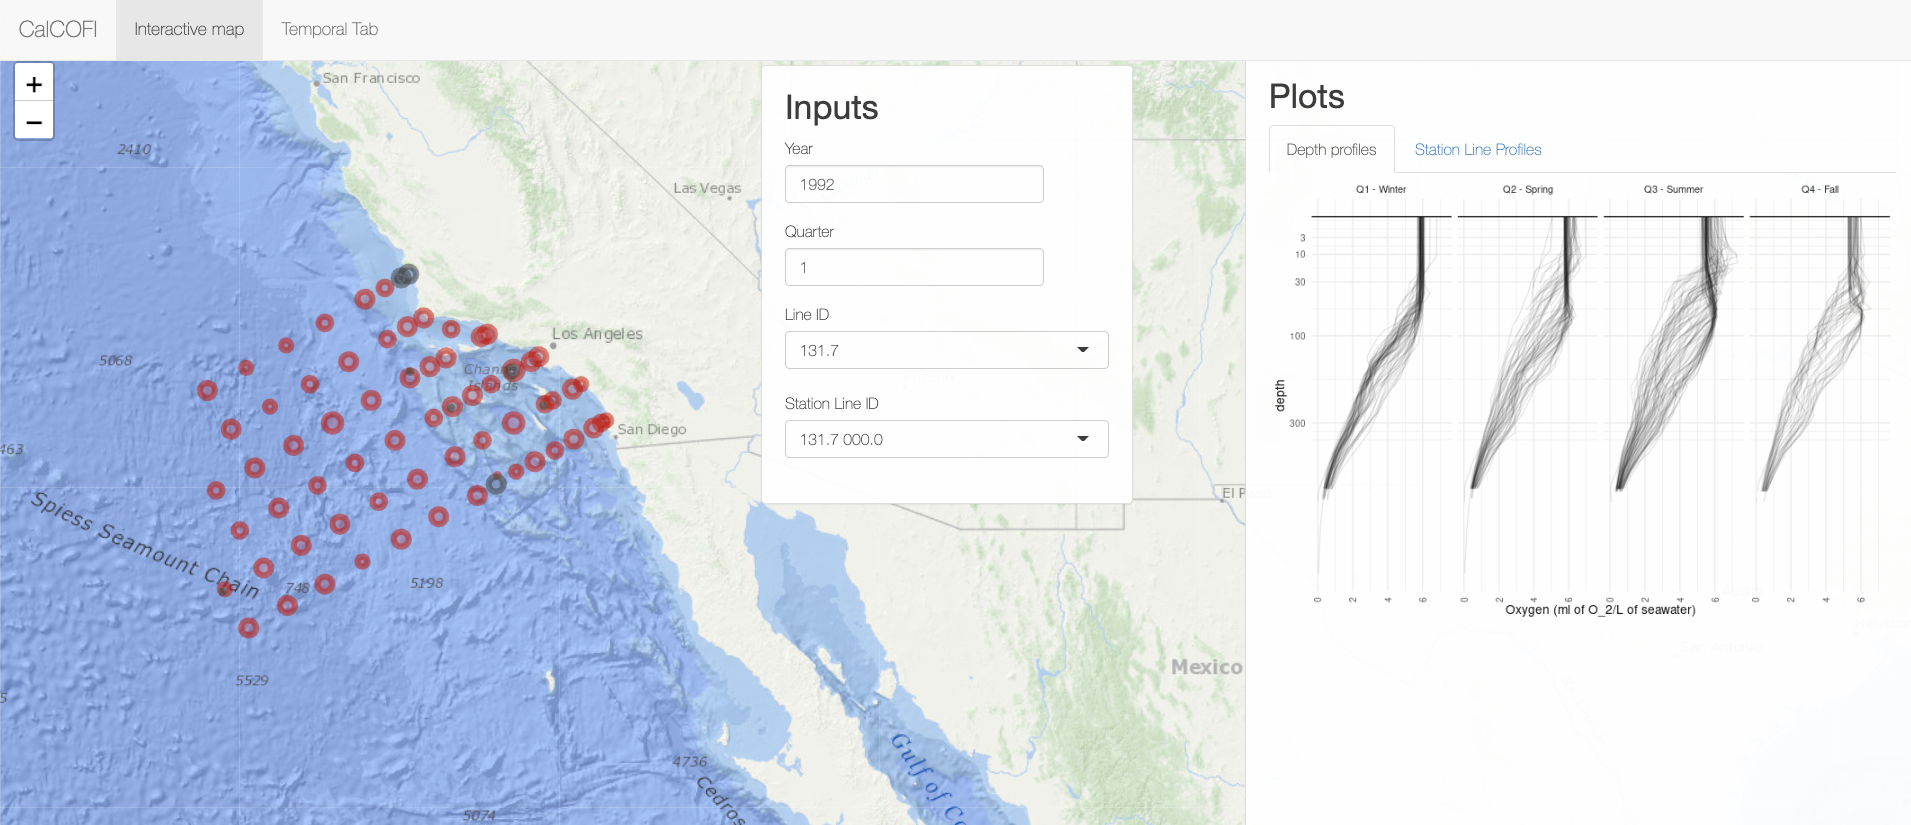 CalCOFI
Interactive map
Temporal Tab
+
−
San Francisco
2410
Las Vegas
Los Angeles
5068
Channel
Islands
San Diego
463
El P
Spiess Seamount Chain
748
5198
5529
5
Mexico
4736
Gulf of Ca
Cedros
5074
Inputs
Year
1992
Quarter
1
Line ID
131.7
Station Line ID
131.7 000.0
Plots
Depth profiles
Station Line Profiles
Q1 - Winter
Q2 - Spring
Q3 - Summer
Q4 - Fall
3
10
30
100
300
depth
0 2 4 6 0 2 4 6 0 2 4 6 0 2 4 6
Oxygen (ml of O_2/L of seawater)